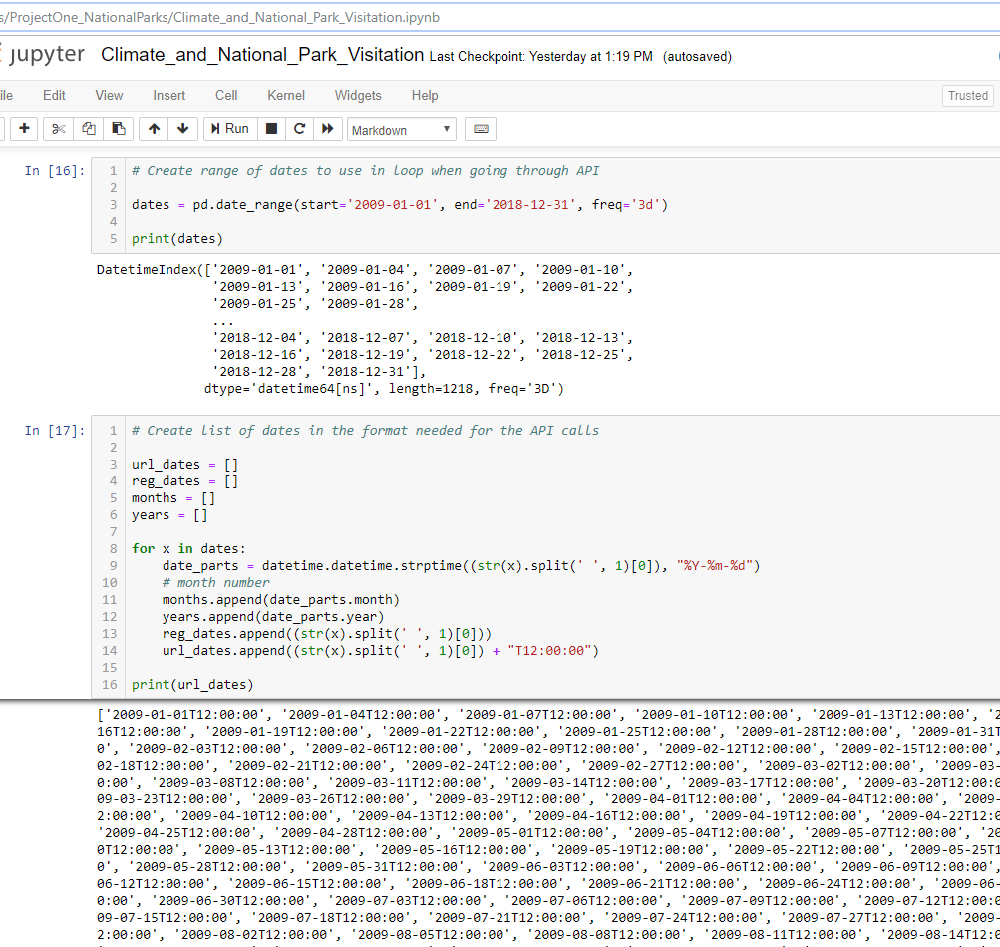 s/ProjectOne_NationalParks/Climate_and_National_Park_Visitation.ipynb
jupyter Climate_and_National_Park_Visitation Last Checkpoint: Yesterday at 1:19 PM (autosaved)
ile Edit View Insert Cell Kernel Widgets Help Trusted
Run Markdown
In [16]:
1 # Create range of dates to use in loop when going through API
2
3 dates = pd.date_range(start='2009-01-01', end='2018-12-31', freq='3d')
4
5 print(dates)
DatetimeIndex(['2009-01-01', '2009-01-04', '2009-01-07', '2009-01-10',
'2009-01-13', '2009-01-16', '2009-01-19', '2009-01-22',
'2009-01-25', '2009-01-28',
...
'2018-12-04', '2018-12-07', '2018-12-10', '2018-12-13',
'2018-12-16', '2018-12-19', '2018-12-22', '2018-12-25',
'2018-12-28', '2018-12-31'],
dtype='datetime64[ns]', length=1218, freq='3D')
In [17]:
1 # Create list of dates in the format needed for the API calls
2
3 url_dates = []
4 reg_dates = []
5 months = []
6 years = []
7
8 for x in dates:
9 date_parts = datetime.datetime.strptime((str(x).split(' ', 1)[0]), "%Y-%m-%d")
10 # month number
11 months.append(date_parts.month)
12 years.append(date_parts.year)
13 reg_dates.append((str(x).split(' ', 1)[0]))
14 url_dates.append((str(x).split(' ', 1)[0]) + "T12:00:00")
15
16 print(url_dates)
['2009-01-01T12:00:00', '2009-01-04T12:00:00', '2009-01-07T12:00:00', '2009-01-10T12:00:00', '2009-01-13T12:00:00', '2
16T12:00:00', '2009-01-19T12:00:00', '2009-01-22T12:00:00', '2009-01-25T12:00:00', '2009-01-28T12:00:00', '2009-01-31T
0', '2009-02-03T12:00:00', '2009-02-06T12:00:00', '2009-02-09T12:00:00', '2009-02-12T12:00:00', '2009-02-15T12:00:00',
02-18T12:00:00', '2009-02-21T12:00:00', '2009-02-24T12:00:00', '2009-02-27T12:00:00', '2009-03-02T12:00:00', '2009-03-
0:00', '2009-03-08T12:00:00', '2009-03-11T12:00:00', '2009-03-14T12:00:00', '2009-03-17T12:00:00', '2009-03-20T12:00:0
09-03-23T12:00:00', '2009-03-26T12:00:00', '2009-03-29T12:00:00', '2009-04-01T12:00:00', '2009-04-04T12:00:00', '2009-
2:00:00', '2009-04-10T12:00:00', '2009-04-13T12:00:00', '2009-04-16T12:00:00', '2009-04-19T12:00:00', '2009-04-22T12:0
'2009-04-25T12:00:00', '2009-04-28T12:00:00', '2009-05-01T12:00:00', '2009-05-04T12:00:00', '2009-05-07T12:00:00', '20
0T12:00:00', '2009-05-13T12:00:00', '2009-05-16T12:00:00', '2009-05-19T12:00:00', '2009-05-22T12:00:00', '2009-05-25T1
', '2009-05-28T12:00:00', '2009-05-31T12:00:00', '2009-06-03T12:00:00', '2009-06-06T12:00:00', '2009-06-09T12:00:00',
06-12T12:00:00', '2009-06-15T12:00:00', '2009-06-18T12:00:00', '2009-06-21T12:00:00', '2009-06-24T12:00:00', '2009-06-
0:00', '2009-06-30T12:00:00', '2009-07-03T12:00:00', '2009-07-06T12:00:00', '2009-07-09T12:00:00', '2009-07-12T12:00:0
09-07-15T12:00:00', '2009-07-18T12:00:00', '2009-07-21T12:00:00', '2009-07-24T12:00:00', '2009-07-27T12:00:00', '2009-
2:00:00', '2009-08-02T12:00:00', '2009-08-05T12:00:00', '2009-08-08T12:00:00', '2009-08-11T12:00:00', '2009-08-14T12:0